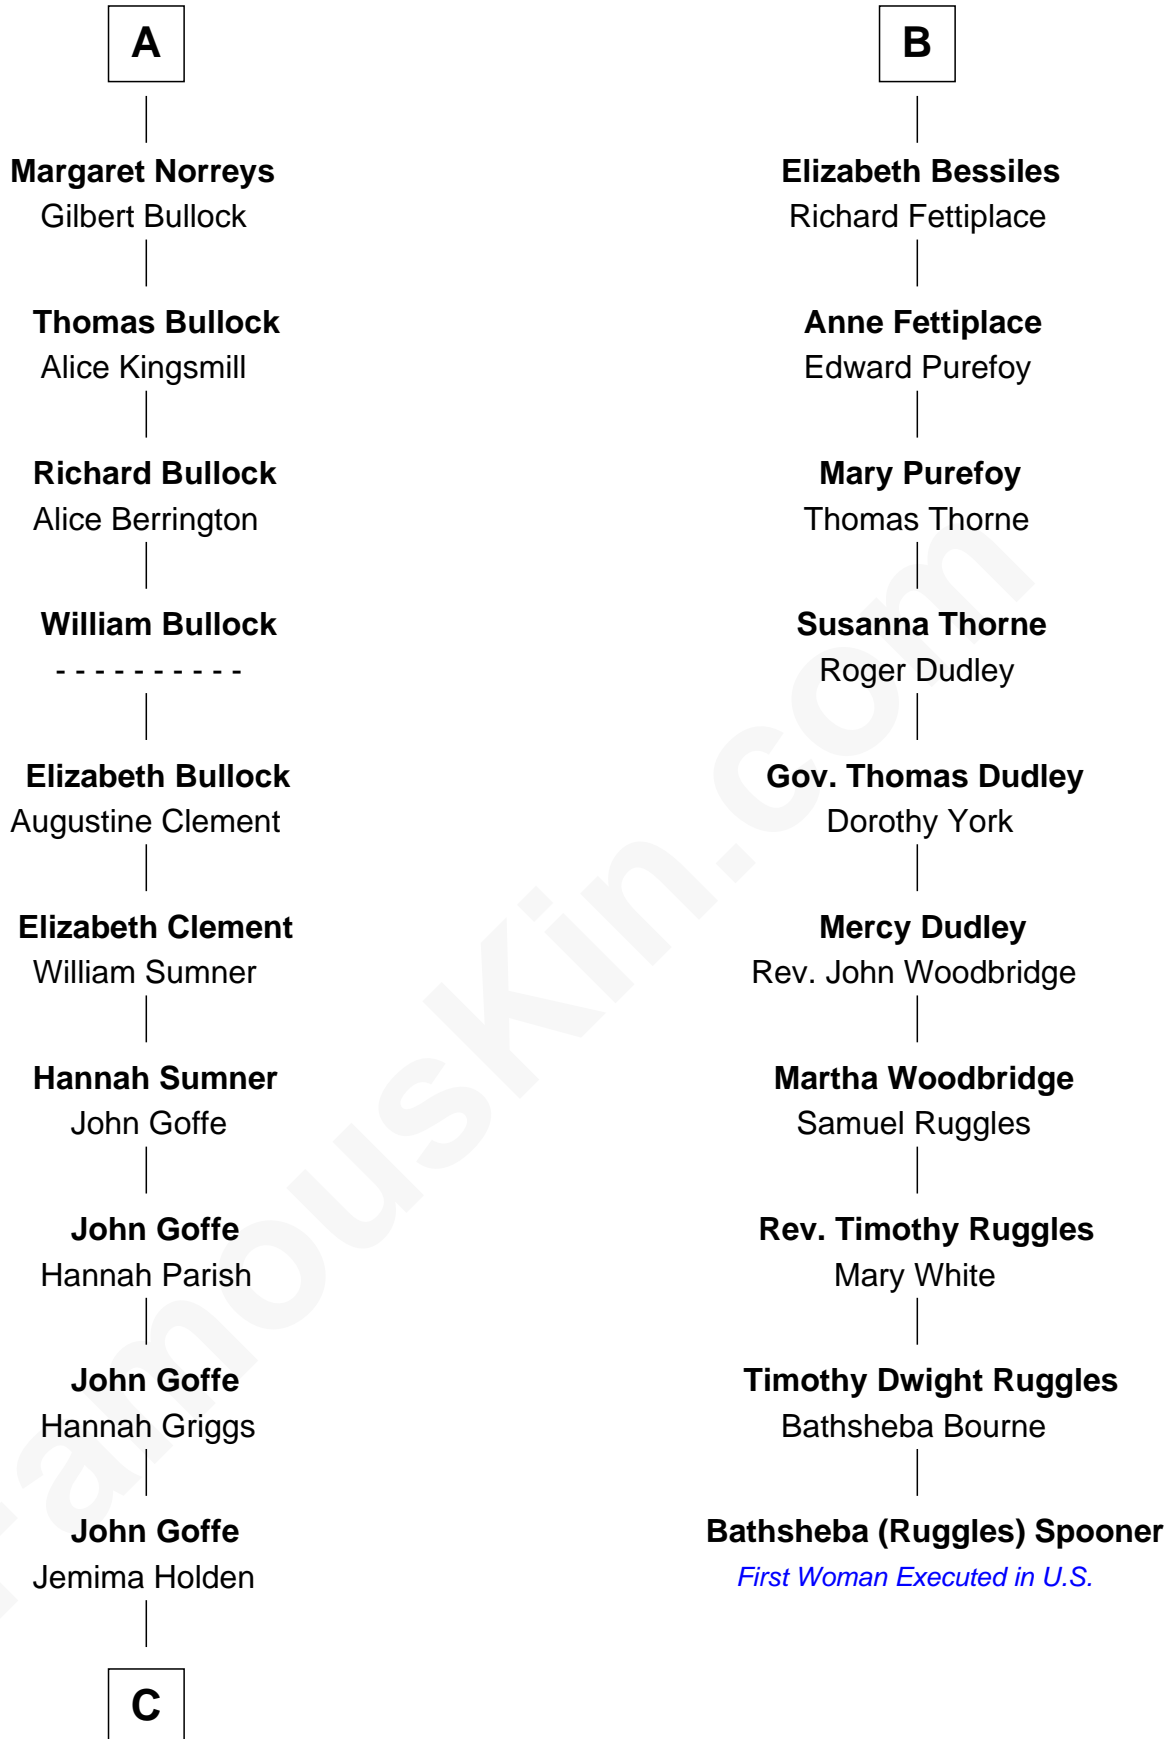 A
Margaret Norreys
Gilbert Bullock
Thomas Bullock
Alice Kingsmill
Richard Bullock
Alice Berrington
William Bullock
- - - - - - - - - -
Elizabeth Bullock
Augustine Clement
Elizabeth Clement
William Sumner
Hannah Sumner
John Goffe
John Goffe
Hannah Parish
John Goffe
Hannah Griggs
John Goffe
Jemima Holden
C
B
Elizabeth Bessiles
Richard Fettiplace
Anne Fettiplace
Edward Purefoy
Mary Purefoy
Thomas Thorne
Susanna Thorne
Roger Dudley
Gov. Thomas Dudley
Dorothy York
Mercy Dudley
Rev. John Woodbridge
Martha Woodbridge
Samuel Ruggles
Rev. Timothy Ruggles
Mary White
Timothy Dwight Ruggles
Bathsheba Bourne
Bathsheba (Ruggles) Spooner
First Woman Executed in U.S.
FamousKin.com